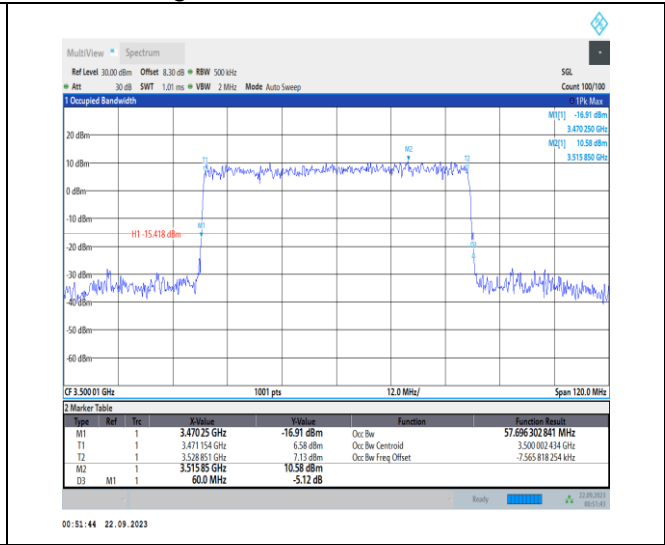 MultiView Spectrum
Ref Level 30.00 dBm Offset 8.30 dB RBW 500 kHz SGL
Att 30 dB SWT 1.01 ms VBW 2 MHz Mode Auto Sweep Count 100/100
1 Occupied Bandwidth 1Pk Max
M1[1] -16.91 dBm
3.470 250 GHz
20 dBm
M2[1] 10.58 dBm
M2
3.515 850 GHz
T1 T2
10 dBm
0 dBm
-10 dBm
M1
H1 -15.418 dBm
-20 dBm
D3
-30 dBm
-40 dBm
-50 dBm
-60 dBm
CF 3.500 01 GHz 1001 pts 12.0 MHz/ Span 120.0 MHz
2 Marker Table
Type Ref Trc X-Value Y-Value Function Function Result
M1 1 3.470 25 GHz -16.91 dBm Occ Bw 57.696 302 841 MHz
T1 1 3.471 154 GHz 6.58 dBm Occ Bw Centroid 3.500 002 434 GHz
T2 1 3.528 851 GHz 7.13 dBm Occ Bw Freq Offset -7.565 818 254 kHz
M2 1 3.515 85 GHz 10.58 dBm
D3 M1 1 60.0 MHz -5.12 dB
Ready 22.09.2023
00:51:43
00:51:44 22.09.2023